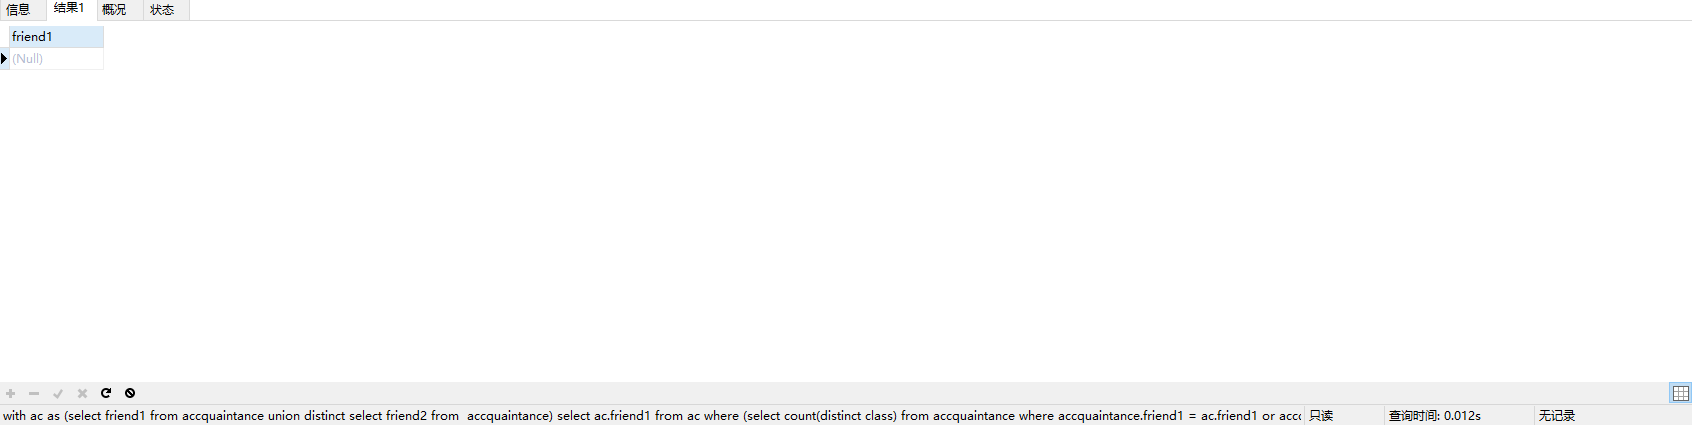 信息 结果1 概况 状态
friend1
(Null)
with ac as (select friend1 from accquaintance union distinct select friend2 from  accquaintance) select ac.friend1 from ac where (select count(distinct class) from accquaintance where accquaintance.friend1 = ac.friend1 or accc 只读 查询时间: 0.012s 无记录